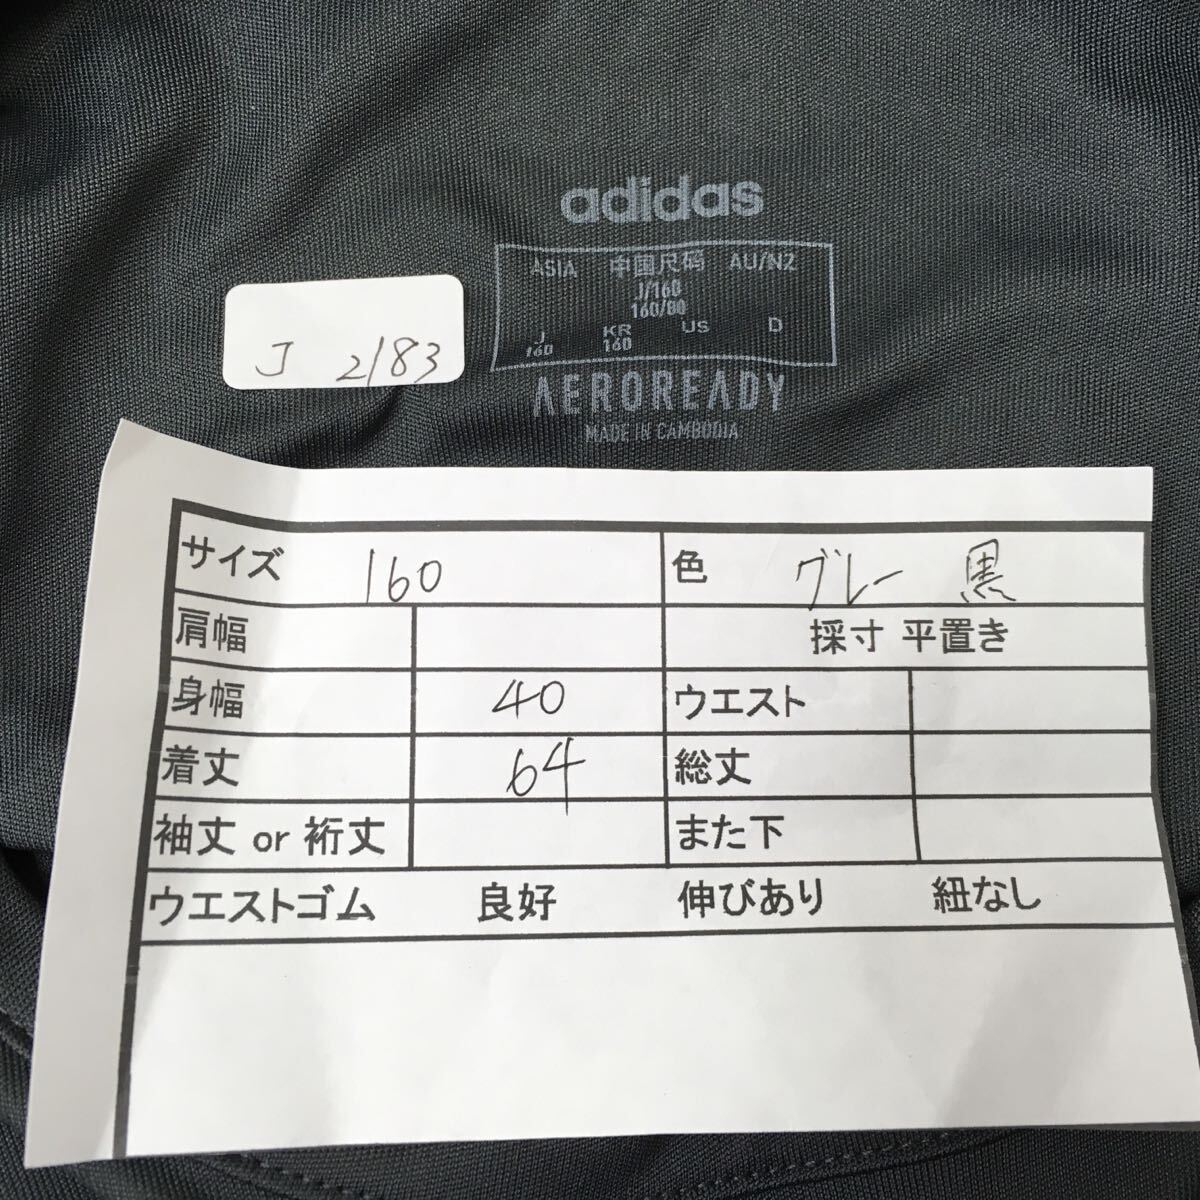 adidas
ASIA 中国尺码 AU/NZ
J/160
160/80
J KR US D
160 160
AEROREADY
MADE IN CAMBODIA
J 2183
サイズ 160 色 グレー 黒
肩幅 採寸 平置き
身幅 40 ウエスト
着丈 64 総丈
袖丈 or 裄丈 また下
ウエストゴム 良好 伸びあり 紐なし